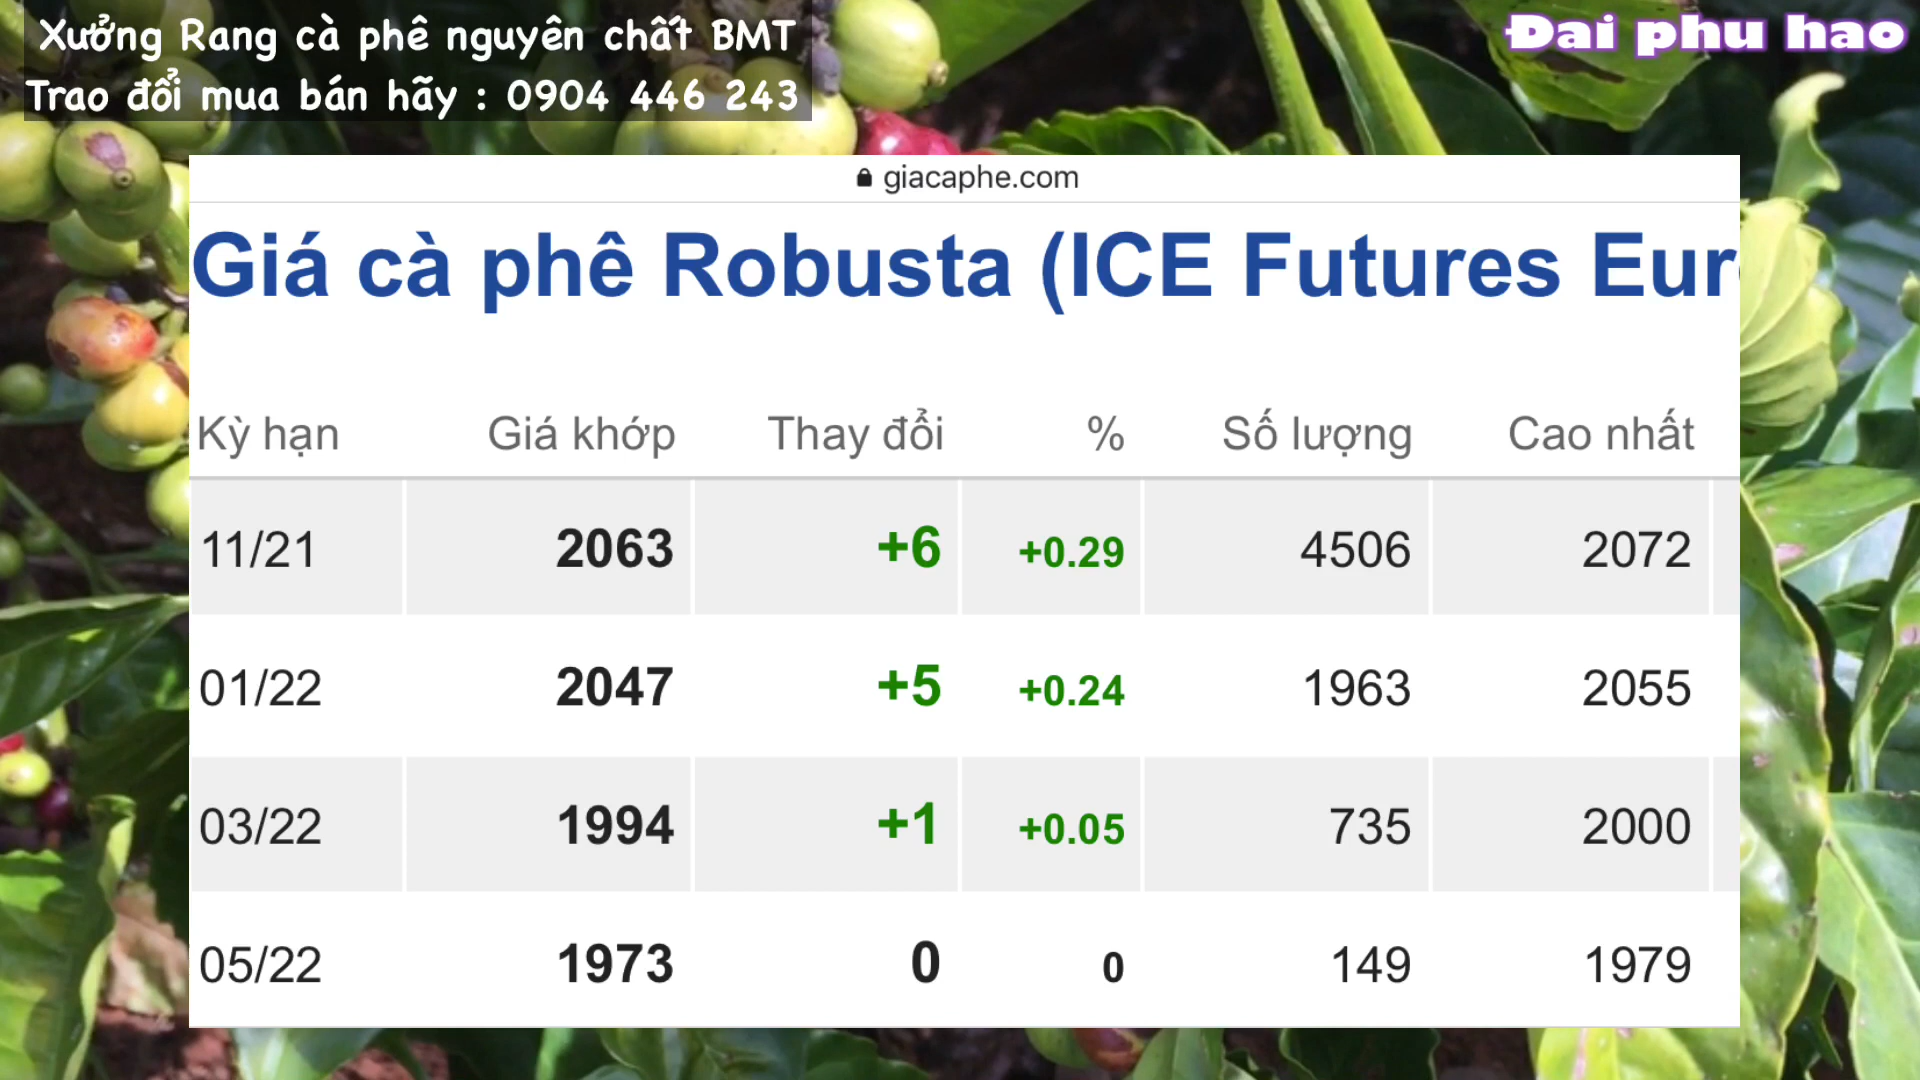 Xưởng Rang cà phê nguyên chất BMT
Trao đổi mua bán hãy : 0904 446 243
Đai phu hao
giacaphe.com
Giá cà phê Robusta (ICE Futures Eur
Kỳ hạn Giá khớp Thay đổi % Số lượng Cao nhất
11/21 2063 +6 +0.29 4506 2072
01/22 2047 +5 +0.24 1963 2055
03/22 1994 +1 +0.05 735 2000
05/22 1973 0 0 149 1979